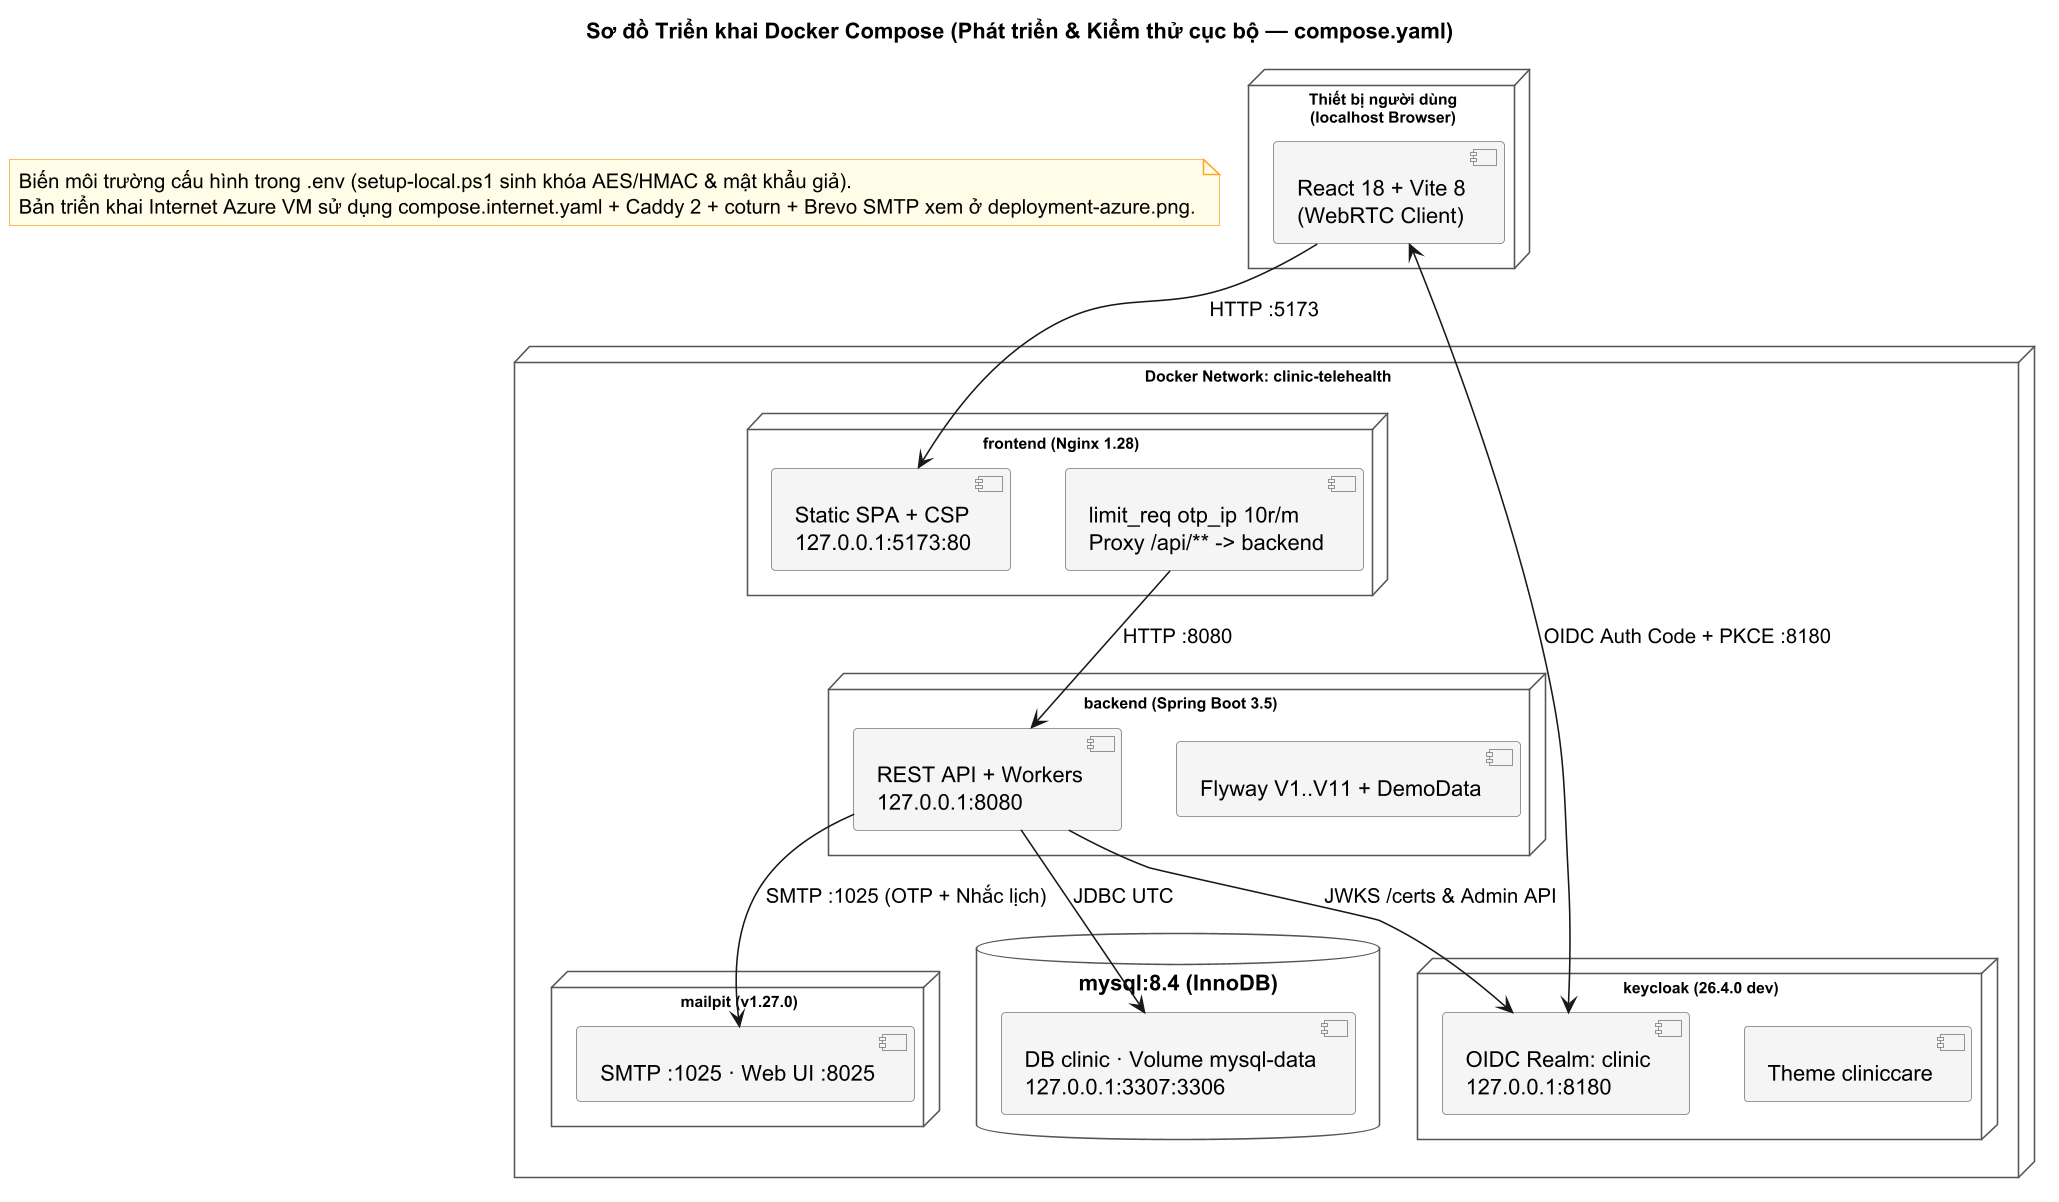 Sơ đồ Triển khai Docker Compose (Phát triển & Kiểm thử cục bộ — compose.yaml)
Thiết bị người dùng
(localhost Browser)
React 18 + Vite 8
(WebRTC Client)
Biến môi trường cấu hình trong .env (setup-local.ps1 sinh khóa AES/HMAC & mật khẩu giả).
Bản triển khai Internet Azure VM sử dụng compose.internet.yaml + Caddy 2 + coturn + Brevo SMTP xem ở deployment-azure.png.
HTTP :5173
Docker Network: clinic-telehealth
frontend (Nginx 1.28)
Static SPA + CSP
127.0.0.1:5173:80
limit_req otp_ip 10r/m
Proxy /api/** -> backend
HTTP :8080
OIDC Auth Code + PKCE :8180
backend (Spring Boot 3.5)
REST API + Workers
127.0.0.1:8080
Flyway V1..V11 + DemoData
SMTP :1025 (OTP + Nhắc lịch)
JDBC UTC
JWKS /certs & Admin API
mailpit (v1.27.0)
SMTP :1025 · Web UI :8025
mysql:8.4 (InnoDB)
DB clinic · Volume mysql-data
127.0.0.1:3307:3306
keycloak (26.4.0 dev)
OIDC Realm: clinic
127.0.0.1:8180
Theme cliniccare